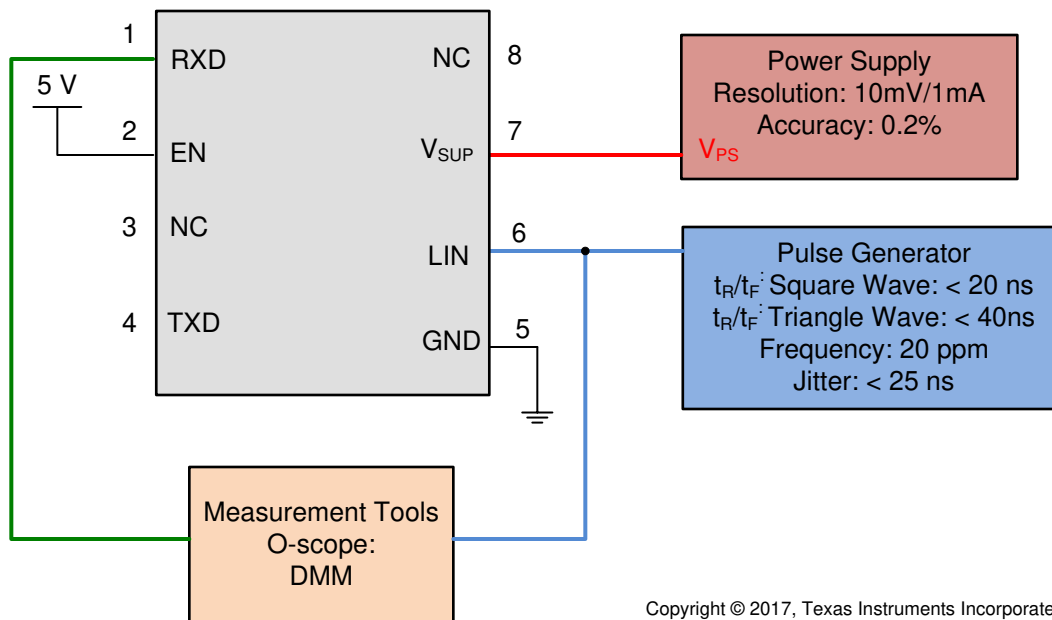 1
RXD
NC
8
5 V
2
EN
VSUP
7
3
NC
LIN
6
4
TXD
GND
5
Power Supply
Resolution: 10mV/1mA
Accuracy: 0.2%
VPS
Pulse Generator
tR/tF: Square Wave: < 20 ns
tR/tF: Triangle Wave: < 40ns
Frequency: 20 ppm
Jitter: < 25 ns
Measurement Tools
O-scope:
DMM
Copyright © 2017, Texas Instruments Incorporate